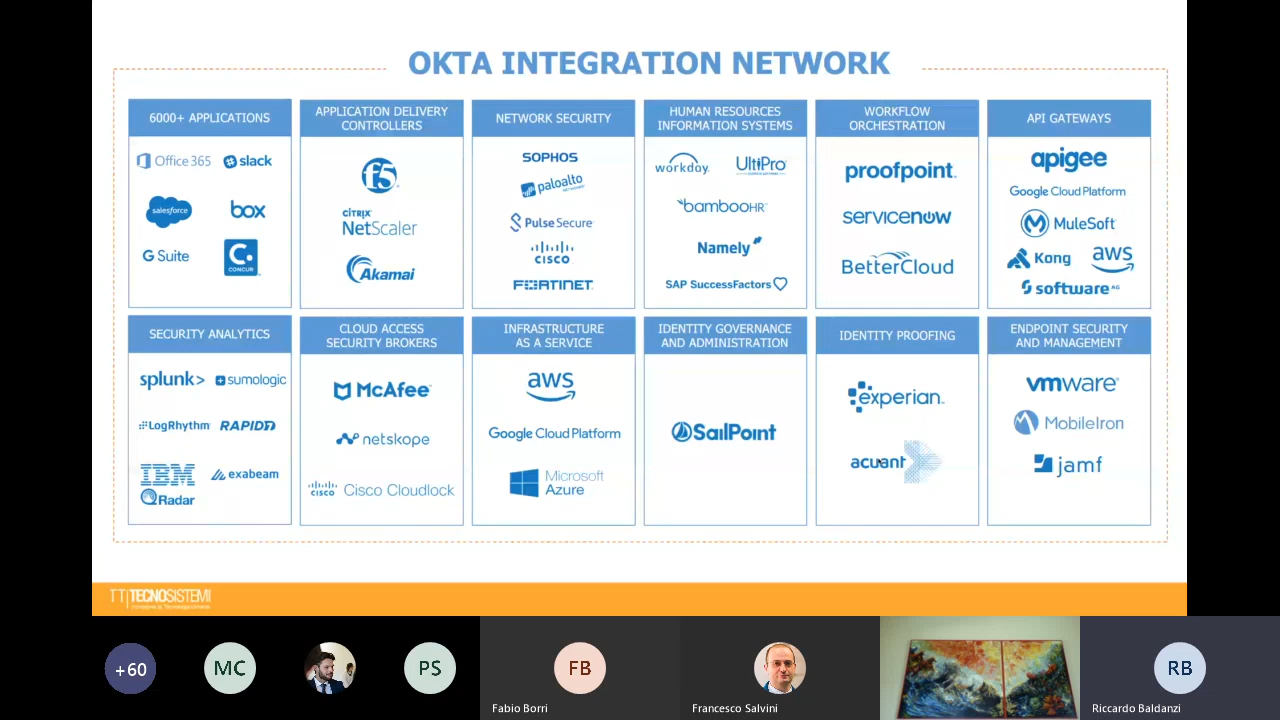 OKTA INTEGRATION NETWORK
6000+ APPLICATIONS
Office 365 slack
salesforce box
G Suite C.
CONCUR
APPLICATION DELIVERY
CONTROLLERS
f5
CITRIX
NetScaler
Akamai
NETWORK SECURITY
SOPHOS
paloalto
Pulse Secure
CISCO
FORTINET
HUMAN RESOURCES
INFORMATION SYSTEMS
workday. UltiPro
bambooHR
Namely
SAP SuccessFactors
WORKFLOW
ORCHESTRATION
proofpoint.
servicenow
BetterCloud
API GATEWAYS
apigee
Google Cloud Platform
MuleSoft
Kong aws
software AG
SECURITY ANALYTICS
splunk> sumologic
LogRhythm RAPID7
IBM exabeam
QRadar
CLOUD ACCESS
SECURITY BROKERS
McAfee
netskope
CISCO Cisco Cloudlock
INFRASTRUCTURE
AS A SERVICE
aws
Google Cloud Platform
Microsoft
Azure
IDENTITY GOVERNANCE
AND ADMINISTRATION
SailPoint
IDENTITY PROOFING
experian.
acuant
ENDPOINT SECURITY
AND MANAGEMENT
vmware
MobileIron
jamf
TT TECNOSISTEMI
+60
MC
PS
FB
Fabio Borri
Francesco Salvini
RB
Riccardo Baldanzi